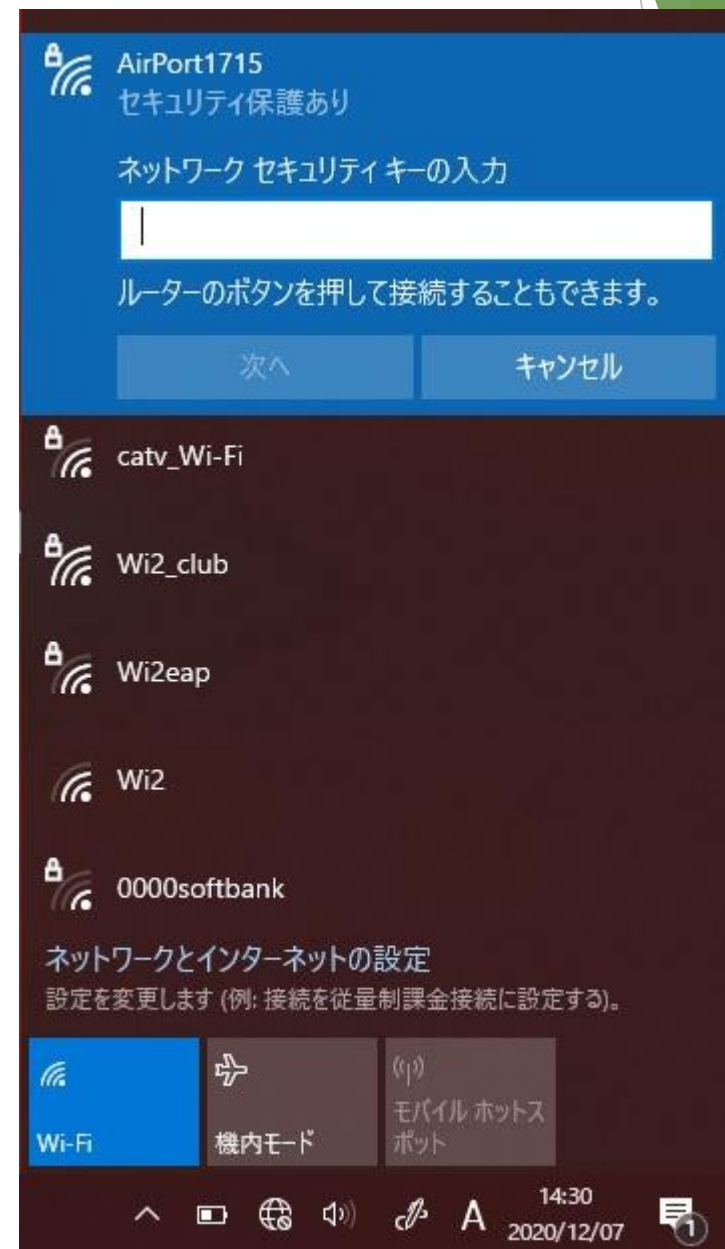 AirPort1715
セキュリティ保護あり
ネットワーク セキュリティ キーの入力
ルーターのボタンを押して接続することもできます。
次へ
キャンセル
catv_Wi-Fi
Wi2_club
Wi2eap
Wi2
0000softbank
ネットワークとインターネットの設定
設定を変更します (例: 接続を従量制課金接続に設定する)。
Wi-Fi
機内モード
モバイル ホットス
ポット
A
14:30
2020/12/07
1